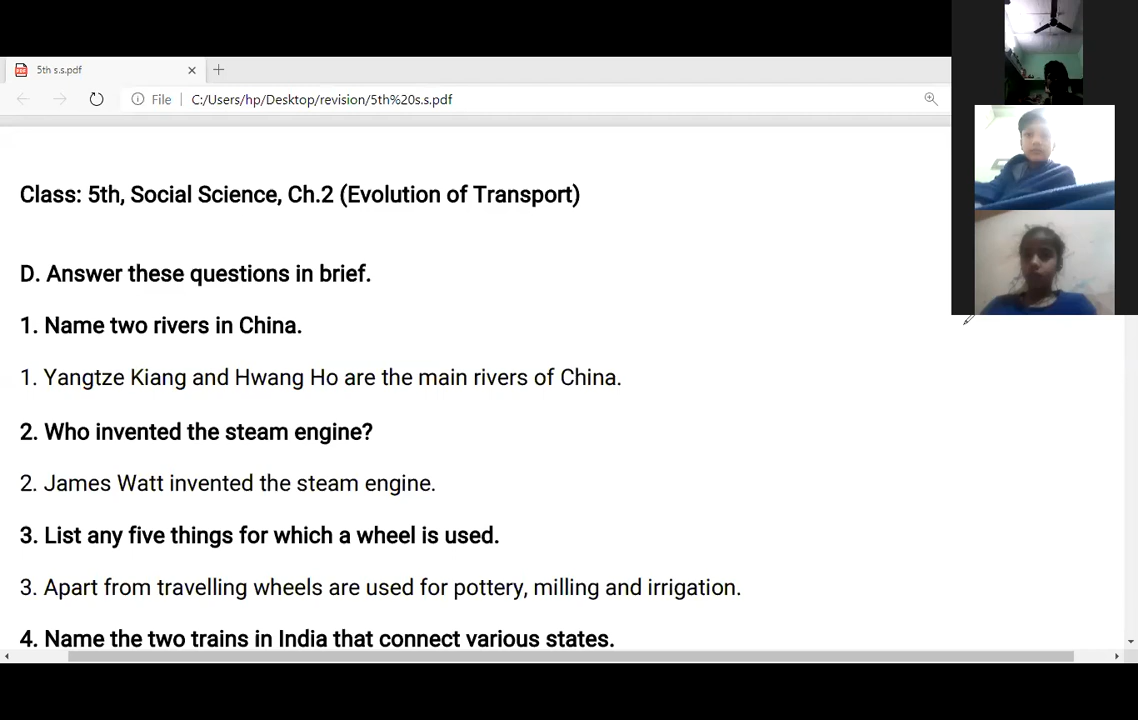 5th s.s.pdf
File | C:/Users/hp/Desktop/revision/5th%20s.s.pdf
Class: 5th, Social Science, Ch.2 (Evolution of Transport)
D. Answer these questions in brief.
1. Name two rivers in China.
1. Yangtze Kiang and Hwang Ho are the main rivers of China.
2. Who invented the steam engine?
2. James Watt invented the steam engine.
3. List any five things for which a wheel is used.
3. Apart from travelling wheels are used for pottery, milling and irrigation.
4. Name the two trains in India that connect various states.